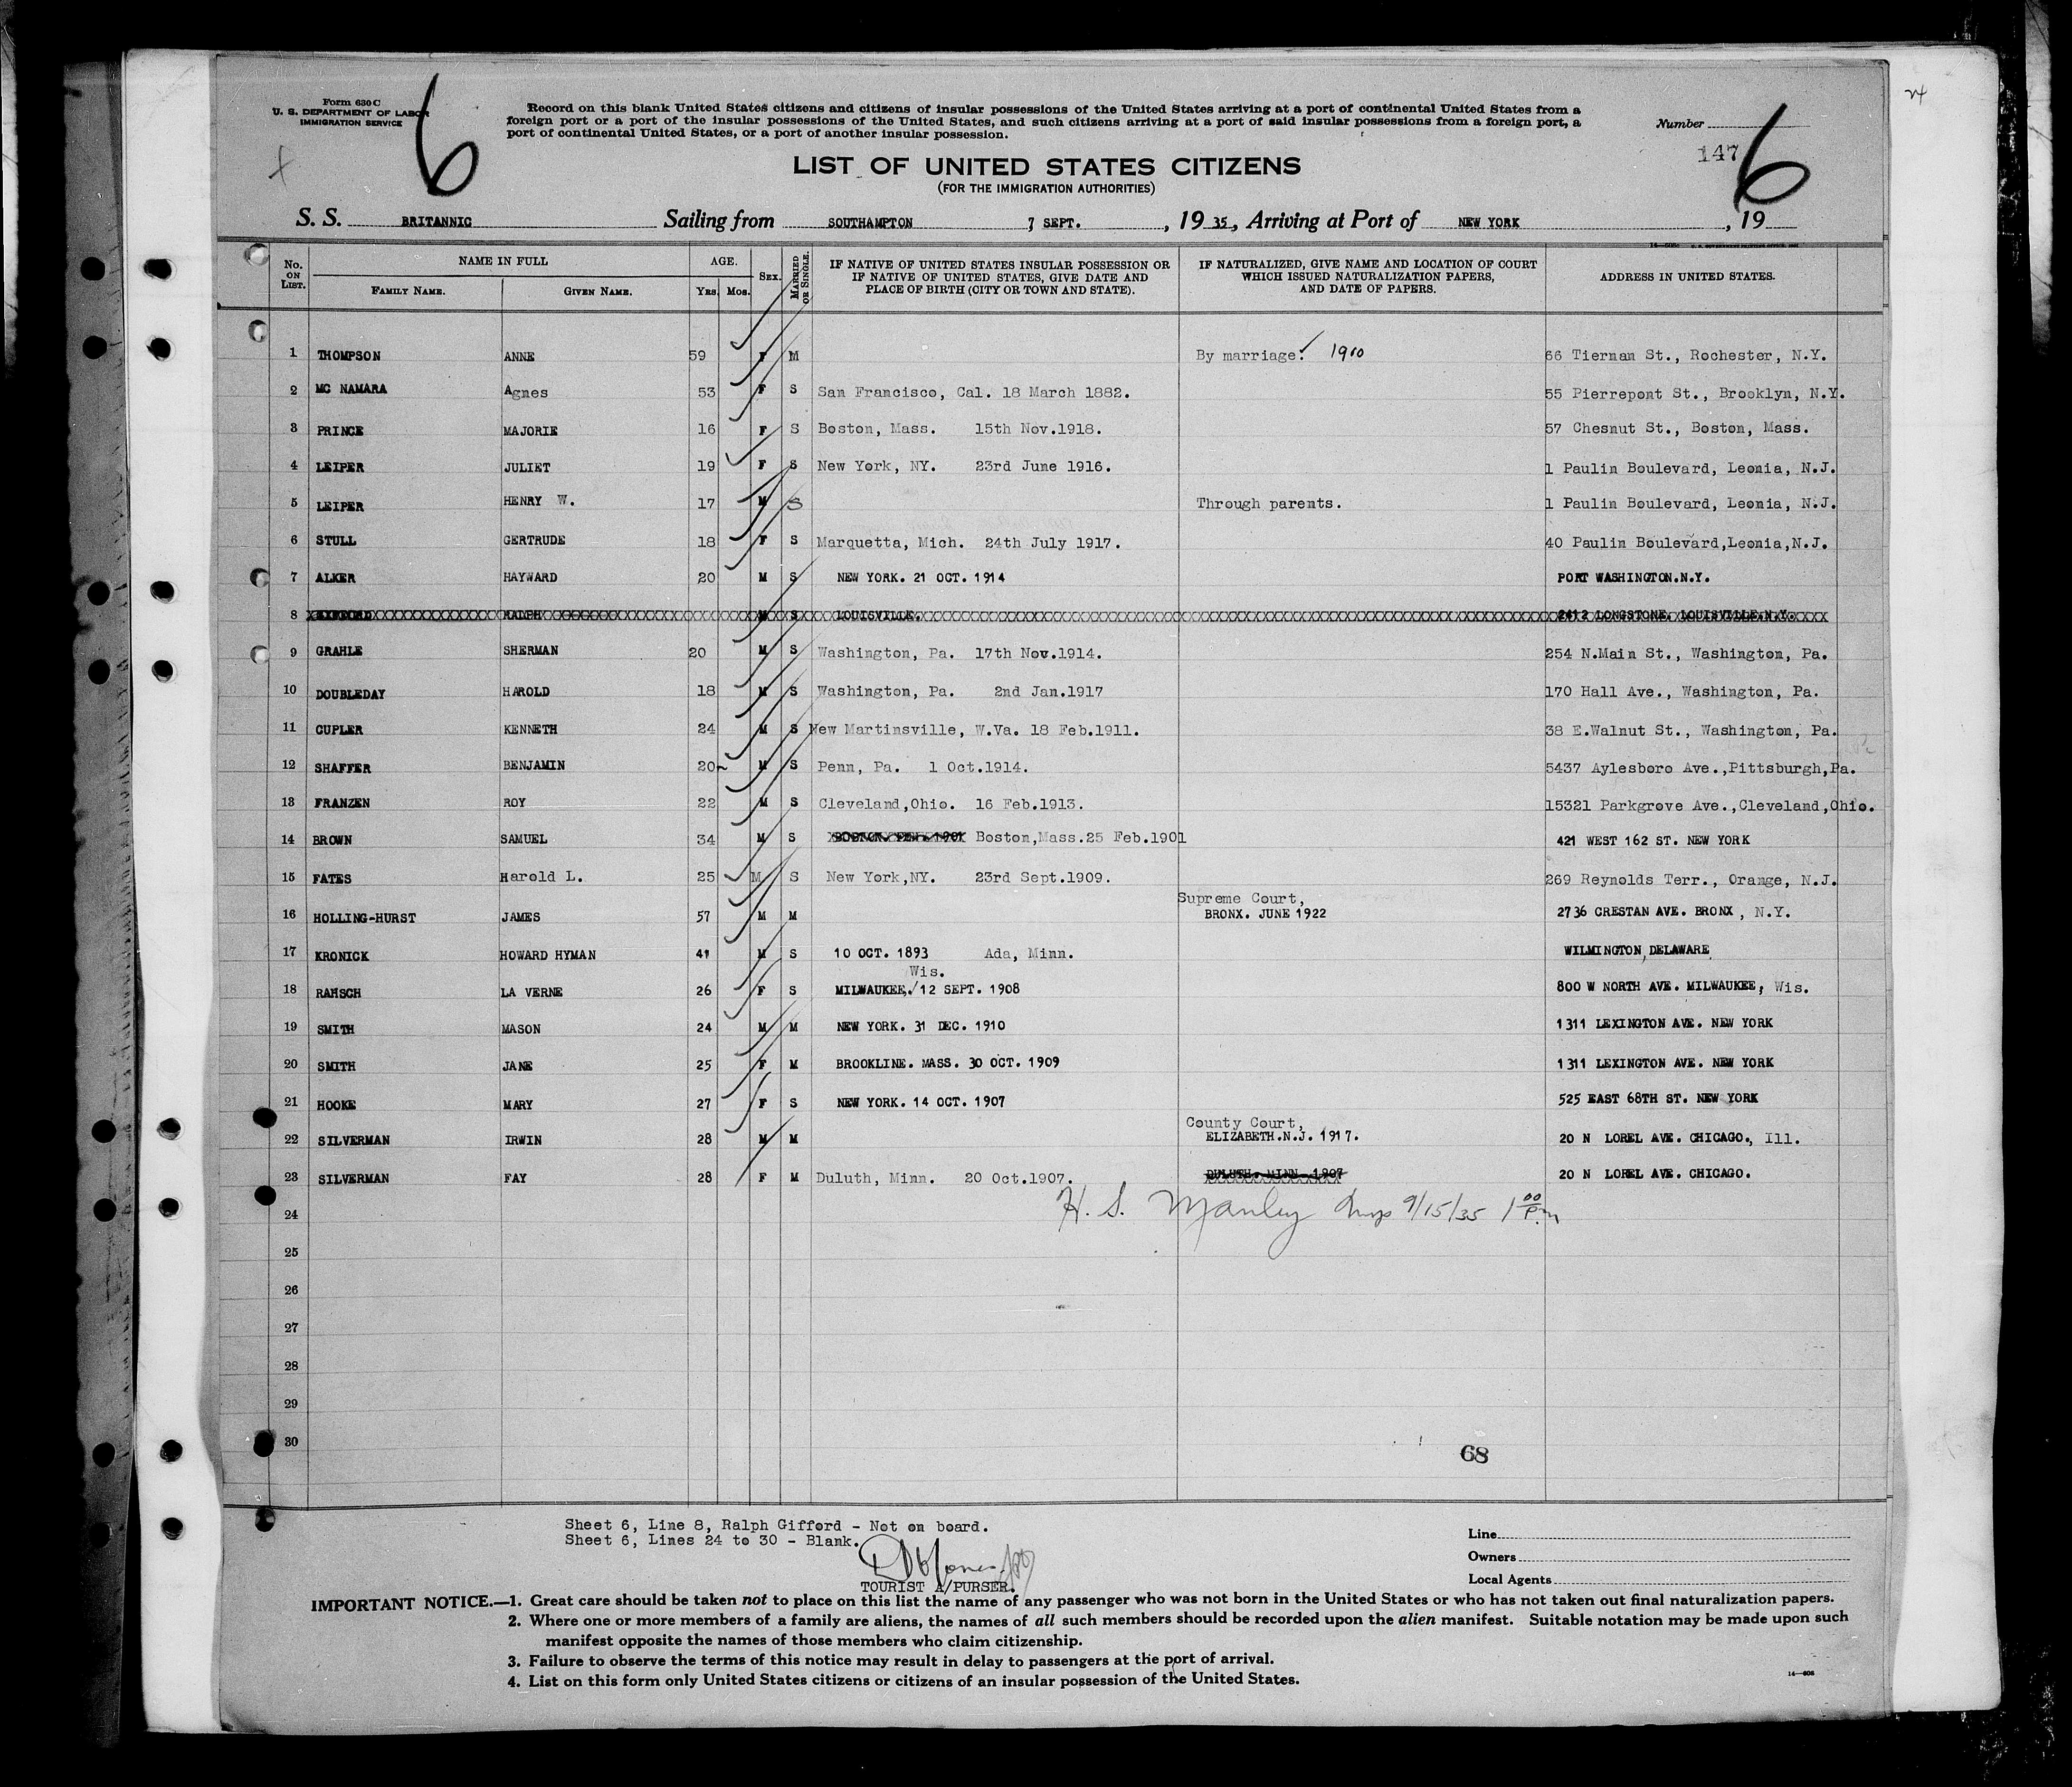 Form 630 C
U. S. DEPARTMENT OF LABOR
IMMIGRATION SERVICE
6
Record on this blank United States citizens and citizens of insular possessions of the United States arriving at a port of continental United States from a
foreign port or a port of the insular possessions of the United States, and such citizens arriving at a port of said insular possessions from a foreign port, a
port of continental United States, or a port of another insular possession.
Number
147 6
LIST OF UNITED STATES CITIZENS
(FOR THE IMMIGRATION AUTHORITIES)
S. S. BRITANNIC Sailing from SOUTHAMPTON 7 SEPT. , 19 35, Arriving at Port of NEW YORK , 19
No. ON LIST. NAME IN FULL FAMILY NAME. GIVEN NAME. AGE. YRS. MOS. SEX. MARRIED OR SINGLE. IF NATIVE OF UNITED STATES INSULAR POSSESSION OR IF NATIVE OF UNITED STATES, GIVE DATE AND PLACE OF BIRTH (CITY OR TOWN AND STATE). IF NATURALIZED, GIVE NAME AND LOCATION OF COURT WHICH ISSUED NATURALIZATION PAPERS, AND DATE OF PAPERS. ADDRESS IN UNITED STATES.
1 THOMPSON ANNE 59 F M By marriage. 1910 66 Tiernan St., Rochester, N.Y.
2 MC NAMARA Agnes 53 F S San Francisco, Cal. 18 March 1882. 55 Pierrepont St., Brooklyn, N.Y.
3 PRINCE MAJORIE 16 F S Boston, Mass. 15th Nov.1918. 57 Chesnut St., Boston, Mass.
4 LEIPER JULIET 19 F S New York, NY. 23rd June 1916. 1 Paulin Boulevard, Leonia, N.J.
5 LEIPER HENRY W. 17 M S Through parents. 1 Paulin Boulevard, Leonia, N.J.
6 STULL GERTRUDE 18 F S Marquetta, Mich. 24th July 1917. 40 Paulin Boulevard,Leonia,N.J.
7 ALKER HAYWARD 20 M S NEW YORK. 21 OCT. 1914 PORT WASHINGTON.N.Y.
8 GIFFORD RALPH M S LOUISVILLE. 2412 LONGSTONE. LOUISVILLE.N.Y.
9 GRAHLE SHERMAN 20 M S Washington, Pa. 17th Nov.1914. 254 N.Main St., Washington, Pa.
10 DOUBLEDAY HAROLD 18 M S Washington, Pa. 2nd Jan.1917 170 Hall Ave., Washington, Pa.
11 CUPLER KENNETH 24 M S New Martinsville, W.Va. 18 Feb.1911. 38 E.Walnut St., Washington, Pa.
12 SHAFFER BENJAMIN 20 M S Penn, Pa. 1 Oct.1914. 5437 Aylesboro Ave.,Pittsburgh,Pa.
13 FRANZEN ROY 22 M S Cleveland,Ohio. 16 Feb.1913. 15321 Parkgrove Ave.,Cleveland,Ohio.
14 BROWN SAMUEL 34 M S BOSTON. FEB. 1901 Boston,Mass.25 Feb.1901 421 WEST 162 ST. NEW YORK
15 FATES Harold L. 25 M S New York,NY. 23rd Sept.1909. 269 Reynolds Terr., Orange, N.J.
16 HOLLING-HURST JAMES 57 M M Supreme Court, BRONX. JUNE 1922 2736 CRESTAN AVE. BRONX, N.Y.
17 KRONICK HOWARD HYMAN 41 M S 10 OCT. 1893 Ada, Minn. WILMINGTON, DELAWARE
18 RAHSCH LA VERNE 26 F S MILWAUKEE, Wis. 12 SEPT. 1908 800 W NORTH AVE. MILWAUKEE, Wis.
19 SMITH MASON 24 M M NEW YORK. 31 DEC. 1910 1311 LEXINGTON AVE. NEW YORK
20 SMITH JANE 25 F M BROOKLINE. MASS. 30 OCT. 1909 1311 LEXINGTON AVE. NEW YORK
21 HOOKE MARY 27 F S NEW YORK. 14 OCT. 1907 525 EAST 68TH ST. NEW YORK
22 SILVERMAN IRWIN 28 M M County Court, ELIZABETH.N.J. 1917. 20 N LOREL AVE. CHICAGO., Ill.
23 SILVERMAN FAY 28 F M Duluth, Minn. 20 Oct.1907. DULUTH. MINN. 1907 20 N LOREL AVE. CHICAGO.
24 H. S. Manley Insp 9/15/35 1 00 P.m
25
26
27
28
29
30
68
Sheet 6, Line 8, Ralph Gifford - Not on board.
Sheet 6, Lines 24 to 30 - Blank.
TOURIST A/PURSER.
Line
Owners
Local Agents
IMPORTANT NOTICE.—1. Great care should be taken not to place on this list the name of any passenger who was not born in the United States or who has not taken out final naturalization papers.
2. Where one or more members of a family are aliens, the names of all such members should be recorded upon the alien manifest. Suitable notation may be made upon such
manifest opposite the names of those members who claim citizenship.
3. Failure to observe the terms of this notice may result in delay to passengers at the port of arrival.
4. List on this form only United States citizens or citizens of an insular possession of the United States.